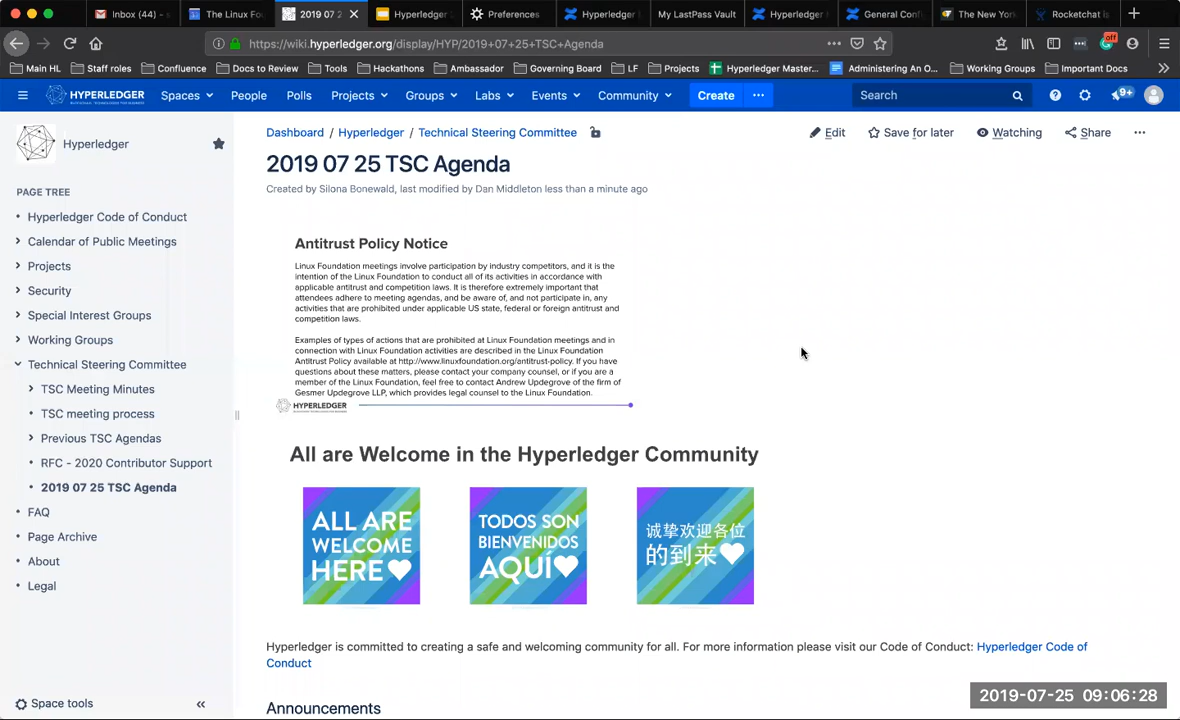 Inbox (44) -
The Linux Fou
2019 07 2
Hyperledger
Preferences
Hyperledger
My LastPass Vault
Hyperledger
General Conf
The New York
Rocketchat is
https://wiki.hyperledger.org/display/HYP/2019+07+25+TSC+Agenda
off
Main HL
Staff roles
Confluence
Docs to Review
Tools
Hackathons
Ambassador
Governing Board
LF
Projects
Hyperledger Master...
Administering An O...
Working Groups
Important Docs
HYPERLEDGER
Spaces
People
Polls
Projects
Groups
Labs
Events
Community
Create
Search
9+
Hyperledger
PAGE TREE
Hyperledger Code of Conduct
Calendar of Public Meetings
Projects
Security
Special Interest Groups
Working Groups
Technical Steering Committee
TSC Meeting Minutes
TSC meeting process
Previous TSC Agendas
RFC - 2020 Contributor Support
2019 07 25 TSC Agenda
FAQ
Page Archive
About
Legal
Space tools
Dashboard / Hyperledger / Technical Steering Committee
Edit
Save for later
Watching
Share
2019 07 25 TSC Agenda
Created by Silona Bonewald, last modified by Dan Middleton less than a minute ago
Antitrust Policy Notice
Linux Foundation meetings involve participation by industry competitors, and it is the
intention of the Linux Foundation to conduct all of its activities in accordance with
applicable antitrust and competition laws. It is therefore extremely important that
attendees adhere to meeting agendas, and be aware of, and not participate in, any
activities that are prohibited under applicable US state, federal or foreign antitrust and
competition laws.
Examples of types of actions that are prohibited at Linux Foundation meetings and in
connection with Linux Foundation activities are described in the Linux Foundation
Antitrust Policy available at http://www.linuxfoundation.org/antitrust-policy. If you have
questions about these matters, please contact your company counsel, or if you are a
member of the Linux Foundation, feel free to contact Andrew Updegrove of the firm of
Gesmer Updegrove LLP, which provides legal counsel to the Linux Foundation.
HYPERLEDGER
All are Welcome in the Hyperledger Community
ALL ARE
WELCOME
HERE
TODOS SON
BIENVENIDOS
AQUÍ
诚挚欢迎各位
的到来
Hyperledger is committed to creating a safe and welcoming community for all. For more information please visit our Code of Conduct: Hyperledger Code of
Conduct
Announcements
2019-07-25 09:06:28